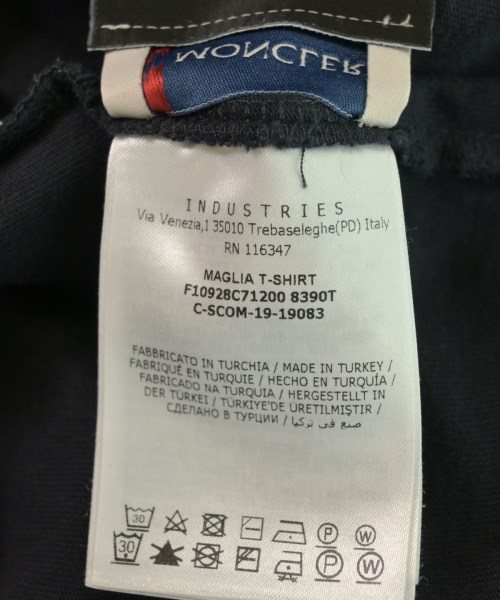 MONCLER
INDUSTRIES
Via Venezia,1 35010 Trebaseleghe(PD) Italy
RN 116347
MAGLIA T-SHIRT
F10928C71200 8390T
C-SCOM-19-19083
FABBRICATO IN TURCHIA / MADE IN TURKEY /
FABRIQUÉ EN TURQUIE / HECHO EN TURQUÍA /
FABRICADO NA TURQUIA / HERGESTELLT IN
DER TÜRKEI / TÜRKIYE'DE ÜRETILMIŞTIR /
СДЕЛАНО В ТУРЦИИ / صنع في تركيا
30 P W
30 P W